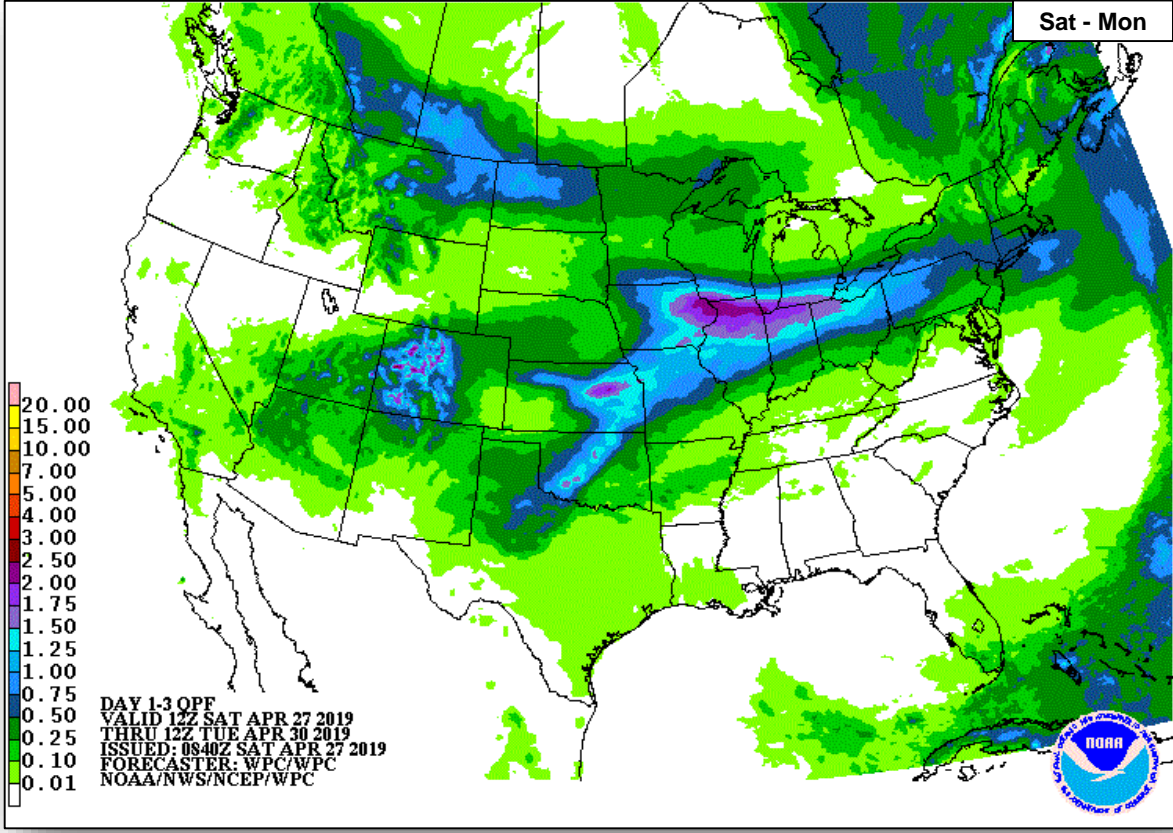 Sat - Mon
20.00
15.00
10.00
7.00
5.00
4.00
3.00
2.50
2.00
1.75
1.50
1.25
1.00
0.75
0.50
0.25
0.10
0.01
DAY 1-3 QPF
VALID 12Z SAT APR 27 2019
THRU 12Z TUE APR 30 2019
ISSUED: 0840Z SAT APR 27 2019
FORECASTER: WPC/WPC
NOAA/NWS/NCEP/WPC
NOAA